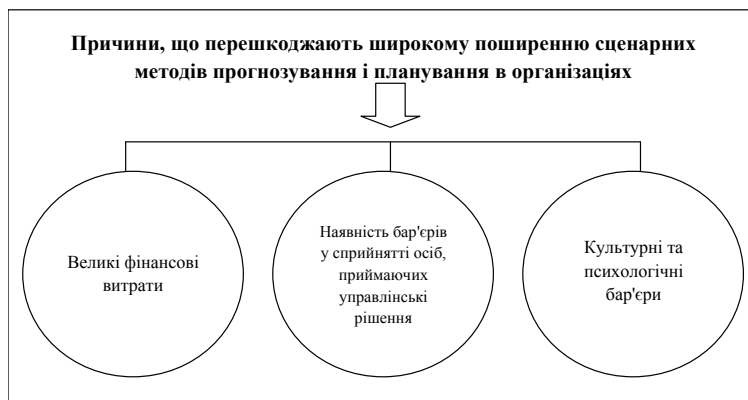 Причини, що перешкоджають широкому поширенню сценарних
методів прогнозування і планування в організаціях
Великі фінансові
витрати
Наявність бар'єрів
у сприйнятті осіб,
приймаючих
управлінські
рішення
Культурні та
психологічні
бар'єри